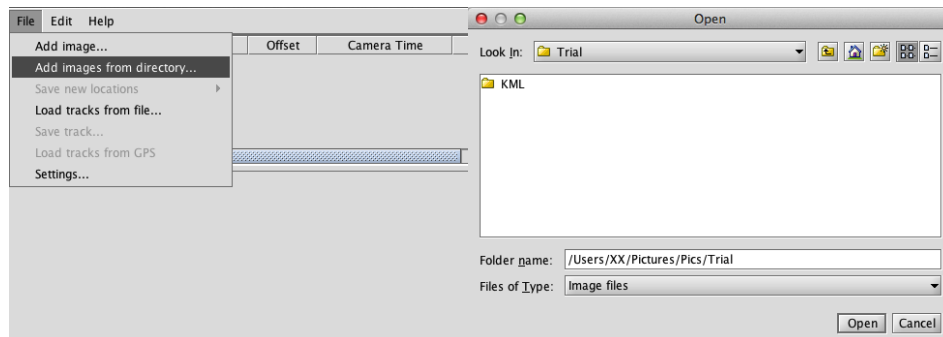 File Edit Help
Offset Camera Time
Add image...
Add images from directory...
Save new locations
Load tracks from file...
Save track...
Load tracks from GPS
Settings...
Open
Look In: Trial
KML
Folder name: /Users/XX/Pictures/Pics/Trial
Files of Type: Image files
Open Cancel